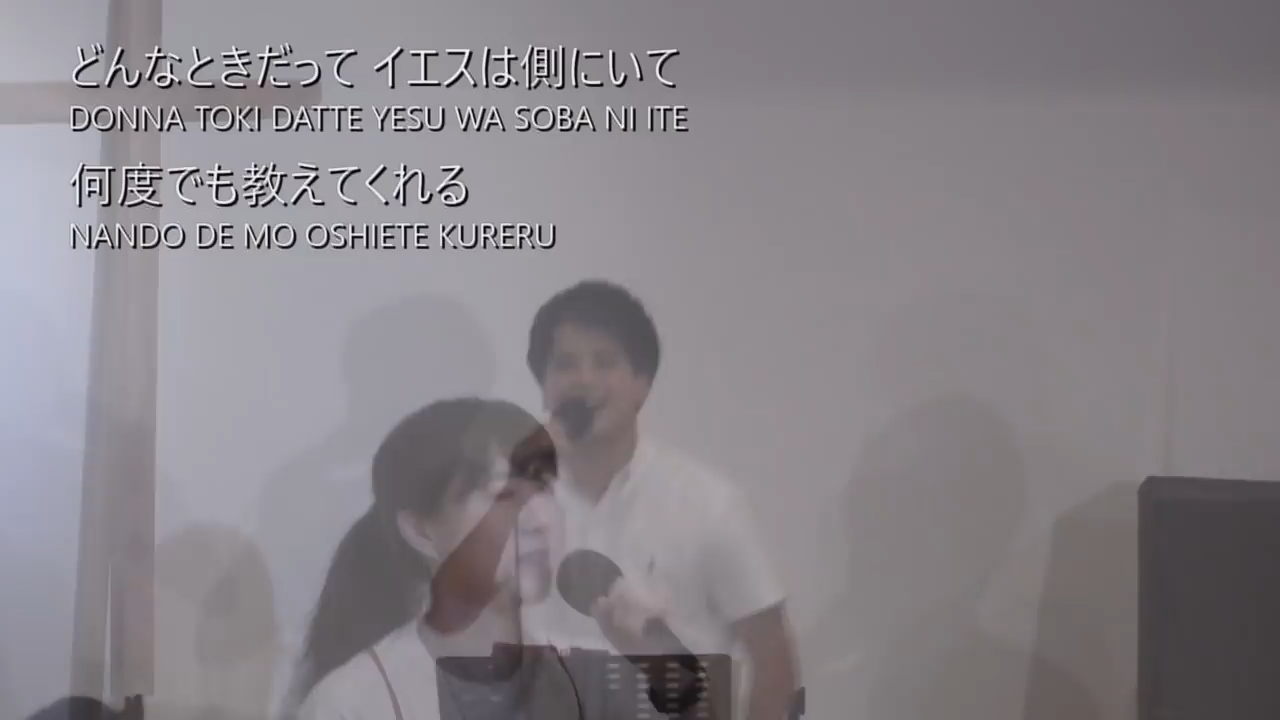 どんなときだって イエスは側にいて
DONNA TOKI DATTE YESU WA SOBA NI ITE
何度でも教えてくれる
NANDO DE MO OSHIETE KURERU